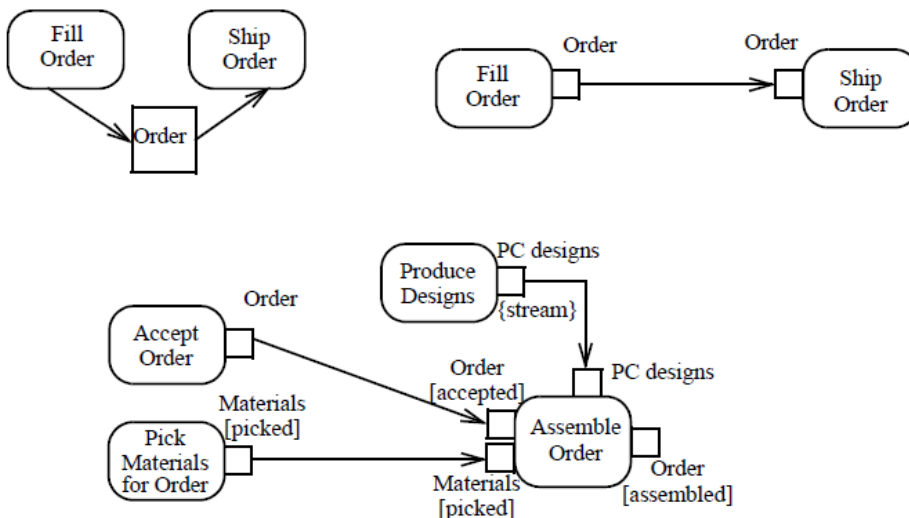 Fill
Order
Ship
Order
Order
Order
Order
Fill
Order
Ship
Order
PC designs
Produce
Designs
{stream}
Order
Accept
Order
Order
[accepted]
PC designs
Materials
[picked]
Pick
Materials
for Order
Assemble
Order
Materials
[picked]
Order
[assembled]